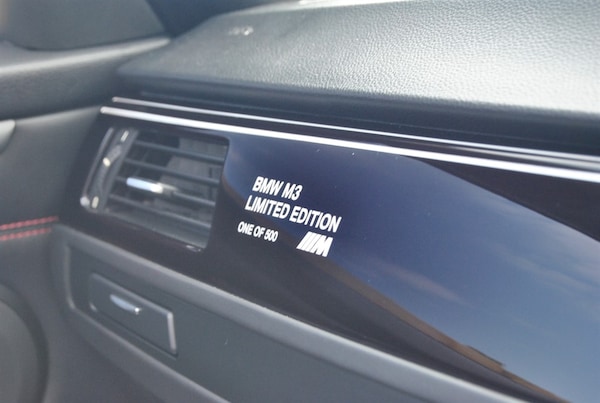 BMW M3
LIMITED EDITION
ONE OF 500
M